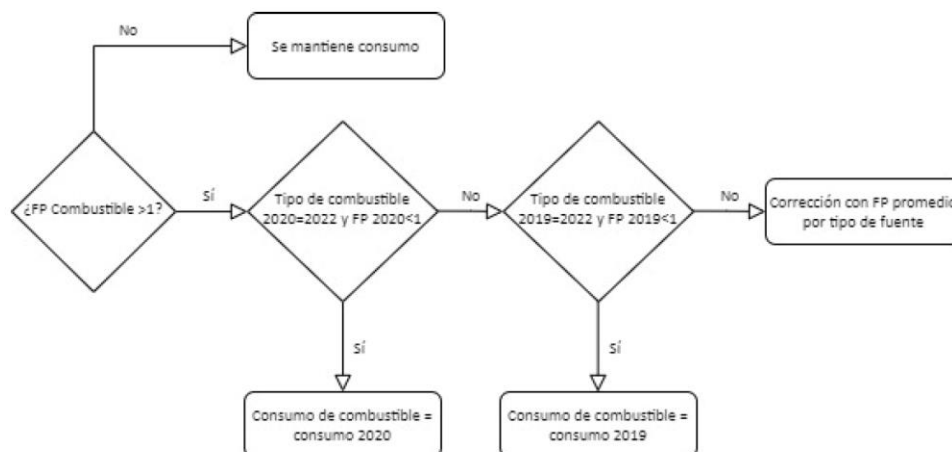 No
Se mantiene consumo
¿FP Combustible >1?
Sí
Tipo de combustible
2020=2022 y FP 2020<1
No
Tipo de combustible
2019=2022 y FP 2019<1
No
Corrección con FP promedio
por tipo de fuente
Sí
Sí
Consumo de combustible =
consumo 2020
Consumo de combustible =
consumo 2019